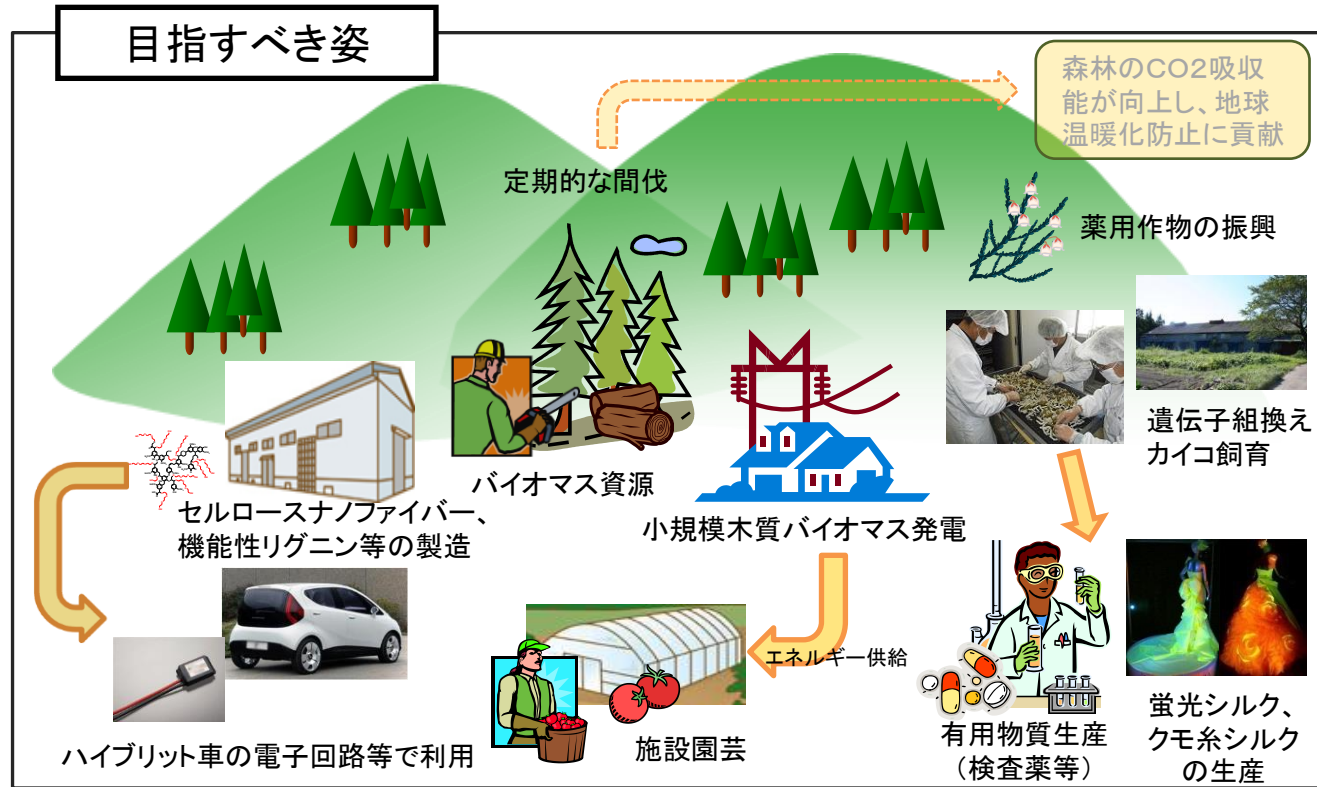 目指すべき姿
森林のCO2吸収
能が向上し、地球
温暖化防止に貢献
定期的な間伐
薬用作物の振興
遺伝子組換え
カイコ飼育
バイオマス資源
セルロースナノファイバー、
機能性リグニン等の製造
小規模木質バイオマス発電
エネルギー供給
ハイブリット車の電子回路等で利用
施設園芸
有用物質生産
（検査薬等）
蛍光シルク、
クモ糸シルク
の生産